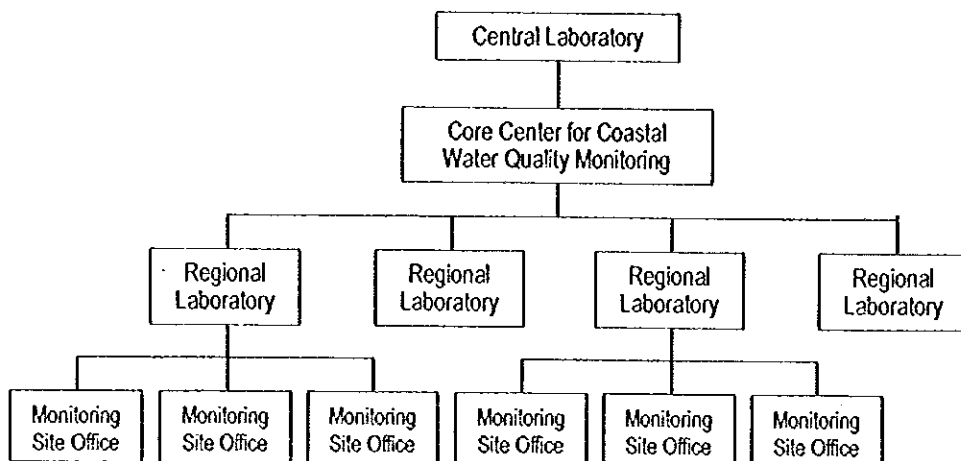 Central Laboratory
Core Center for Coastal
Water Quality Monitoring
Regional
Laboratory
Regional
Laboratory
Regional
Laboratory
Regional
Laboratory
Monitoring
Site Office
Monitoring
Site Office
Monitoring
Site Office
Monitoring
Site Office
Monitoring
Site Office
Monitoring
Site Office